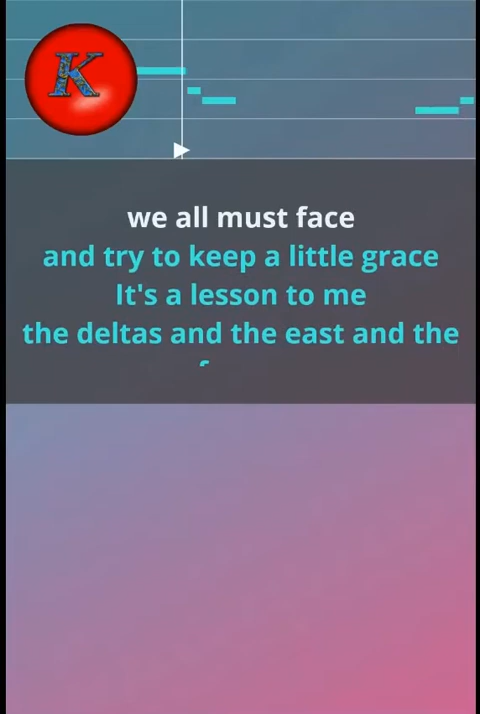 K
we all must face
and try to keep a little grace
It's a lesson to me
the deltas and the east and the